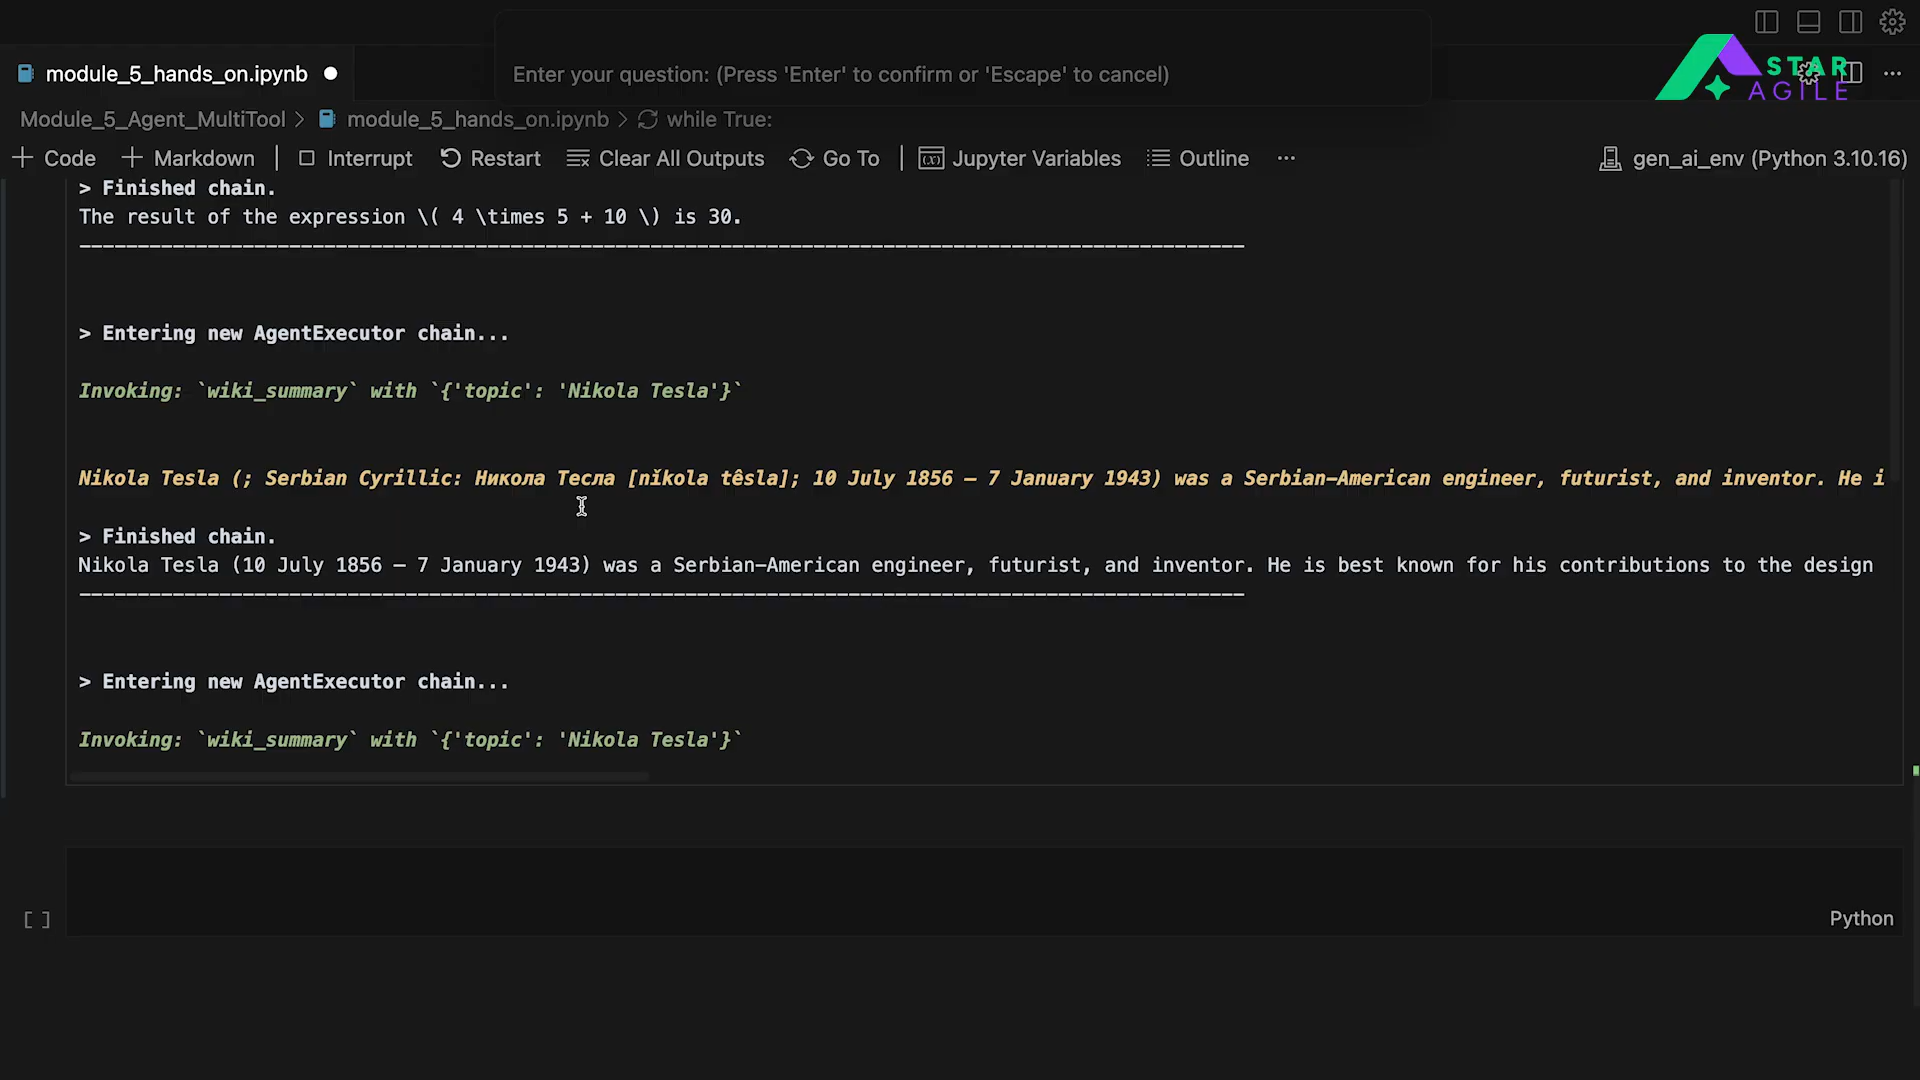 Enter your question: (Press 'Enter' to confirm or 'Escape' to cancel)
module_5_hands_on.ipynb
STAR
AGILE
Module_5_Agent_MultiTool > module_5_hands_on.ipynb > while True:
Code Markdown | Interrupt Restart Clear All Outputs Go To | Jupyter Variables Outline ... gen_ai_env (Python 3.10.16)
> Finished chain.
The result of the expression \( 4 \times 5 + 10 \) is 30.
> Entering new AgentExecutor chain...
Invoking: `wiki_summary` with `{'topic': 'Nikola Tesla'}`
Nikola Tesla (; Serbian Cyrillic: Никола Тесла [nǐkola têsla]; 10 July 1856 – 7 January 1943) was a Serbian-American engineer, futurist, and inventor. He i
> Finished chain.
Nikola Tesla (10 July 1856 – 7 January 1943) was a Serbian-American engineer, futurist, and inventor. He is best known for his contributions to the design
> Entering new AgentExecutor chain...
Invoking: `wiki_summary` with `{'topic': 'Nikola Tesla'}`
[ ]
Python